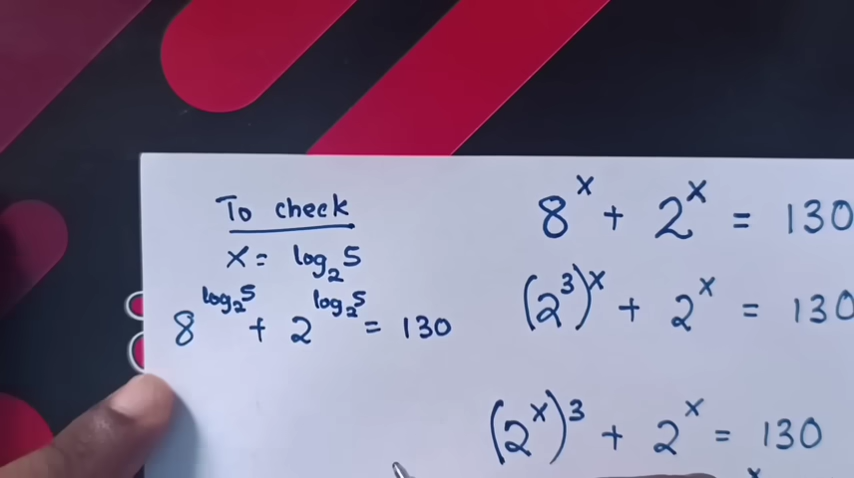 To check
x = log₂5
8^log₂5 + 2^log₂5 = 130
8^x + 2^x = 130
(2³)^x + 2^x = 130
(2^x)³ + 2^x = 130
x